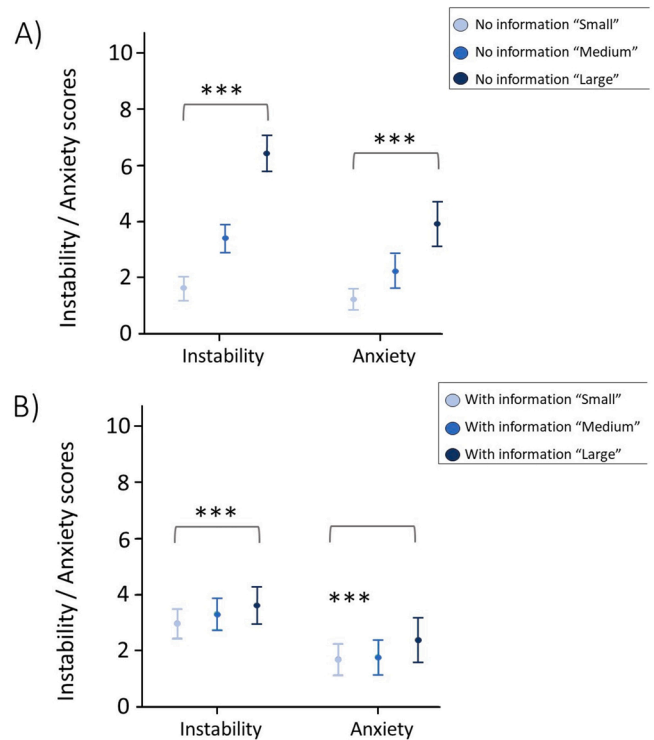 A)
No information “Small”
No information “Medium”
No information “Large”
Instability / Anxiety scores
10
8
6
4
2
0
***
***
Instability
Anxiety
B)
With information “Small”
With information “Medium”
With information “Large”
Instability / Anxiety scores
10
8
6
4
2
0
***
***
Instability
Anxiety